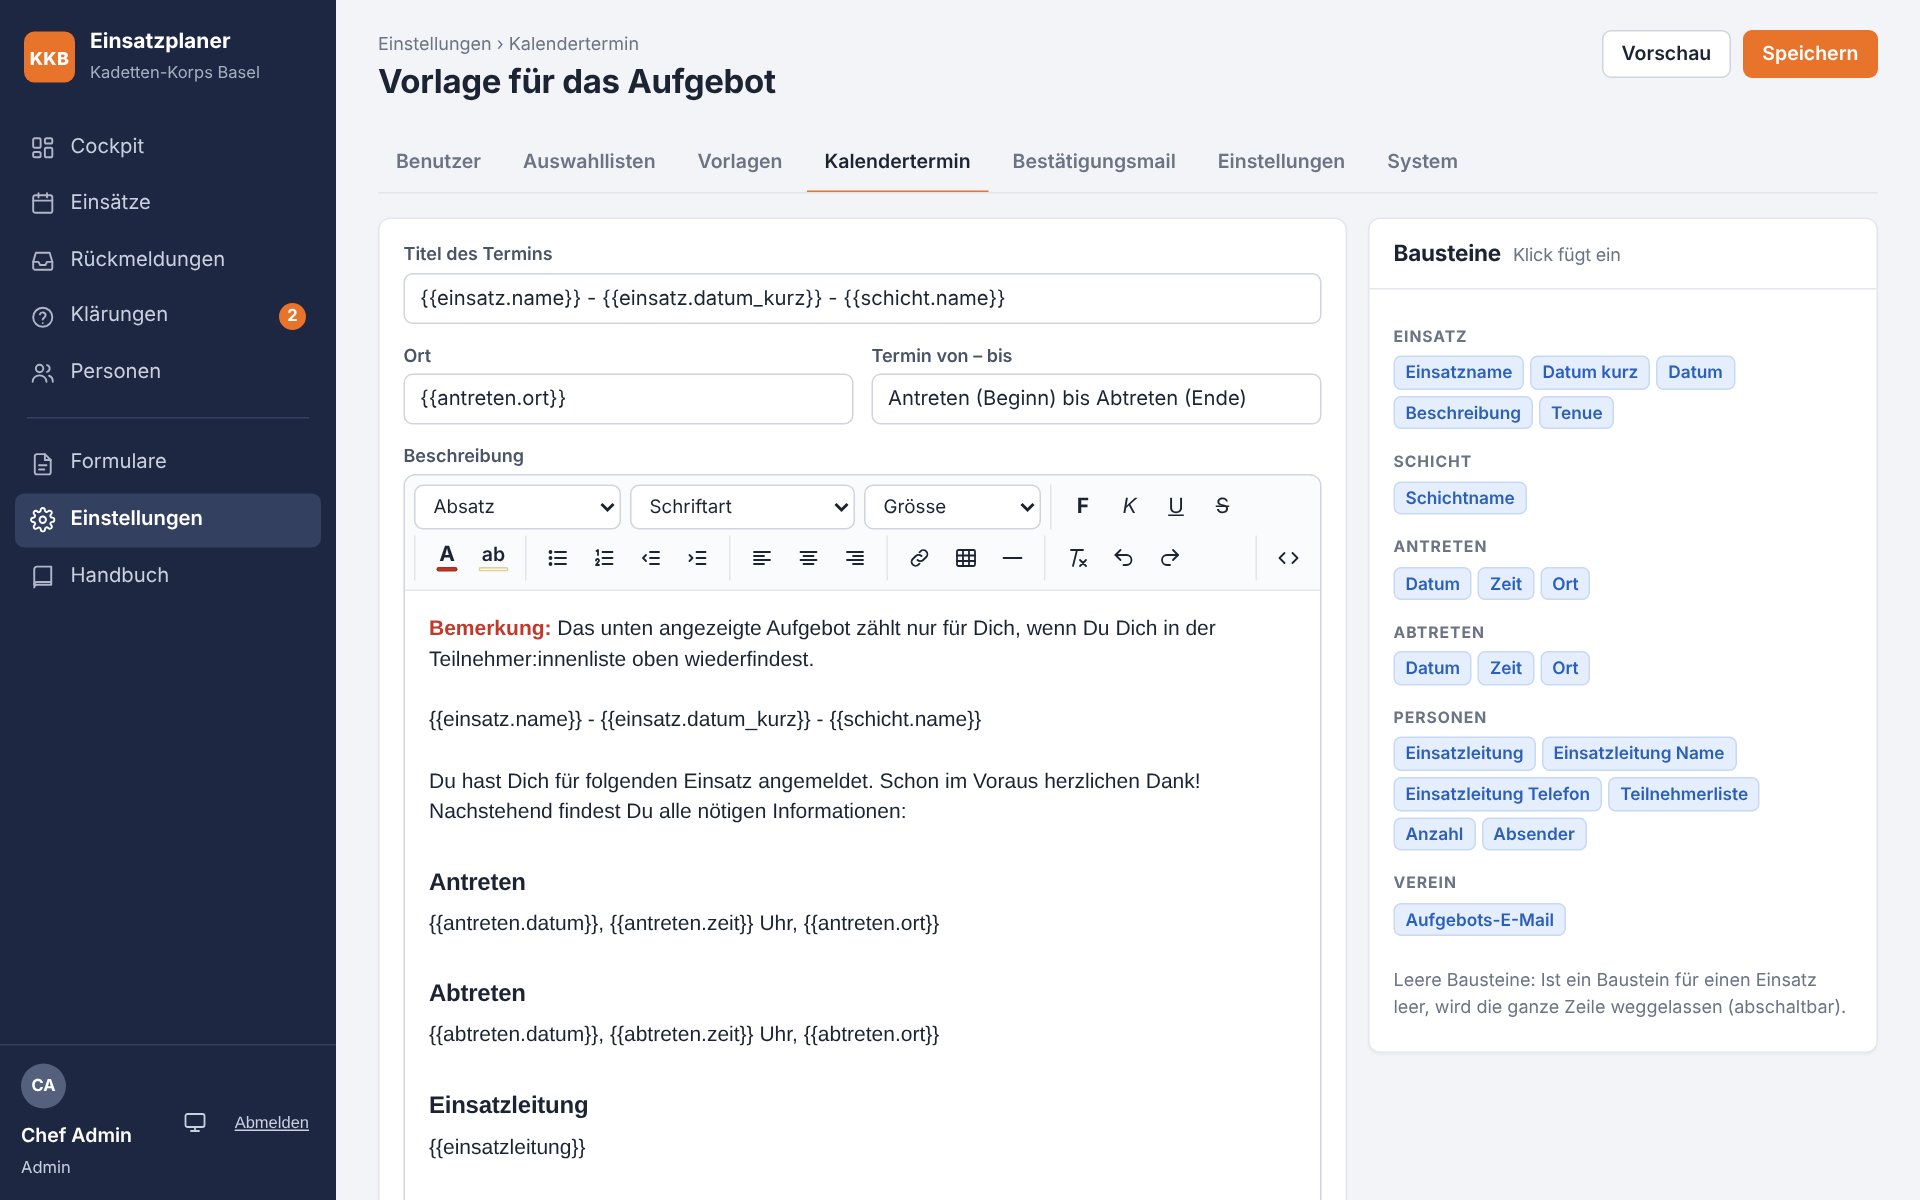 KKB
Einsatzplaner
Kadetten-Korps Basel
Cockpit
Einsätze
Rückmeldungen
Klärungen 2
Personen
Formulare
Einstellungen
Handbuch
CA
Chef Admin
Admin
Abmelden
Einstellungen › Kalendertermin
Vorlage für das Aufgebot
Vorschau
Speichern
Benutzer Auswahllisten Vorlagen Kalendertermin Bestätigungsmail Einstellungen System
Titel des Termins
{{einsatz.name}} - {{einsatz.datum_kurz}} - {{schicht.name}}
Ort
{{antreten.ort}}
Termin von – bis
Antreten (Beginn) bis Abtreten (Ende)
Beschreibung
Absatz Schriftart Grösse F K U S
A ab
Bemerkung: Das unten angezeigte Aufgebot zählt nur für Dich, wenn Du Dich in der
Teilnehmer:innenliste oben wiederfindest.
{{einsatz.name}} - {{einsatz.datum_kurz}} - {{schicht.name}}
Du hast Dich für folgenden Einsatz angemeldet. Schon im Voraus herzlichen Dank!
Nachstehend findest Du alle nötigen Informationen:
Antreten
{{antreten.datum}}, {{antreten.zeit}} Uhr, {{antreten.ort}}
Abtreten
{{abtreten.datum}}, {{abtreten.zeit}} Uhr, {{abtreten.ort}}
Einsatzleitung
{{einsatzleitung}}
Bausteine Klick fügt ein
EINSATZ
Einsatzname Datum kurz Datum
Beschreibung Tenue
SCHICHT
Schichtname
ANTRETEN
Datum Zeit Ort
ABTRETEN
Datum Zeit Ort
PERSONEN
Einsatzleitung Einsatzleitung Name
Einsatzleitung Telefon Teilnehmerliste
Anzahl Absender
VEREIN
Aufgebots-E-Mail
Leere Bausteine: Ist ein Baustein für einen Einsatz
leer, wird die ganze Zeile weggelassen (abschaltbar).